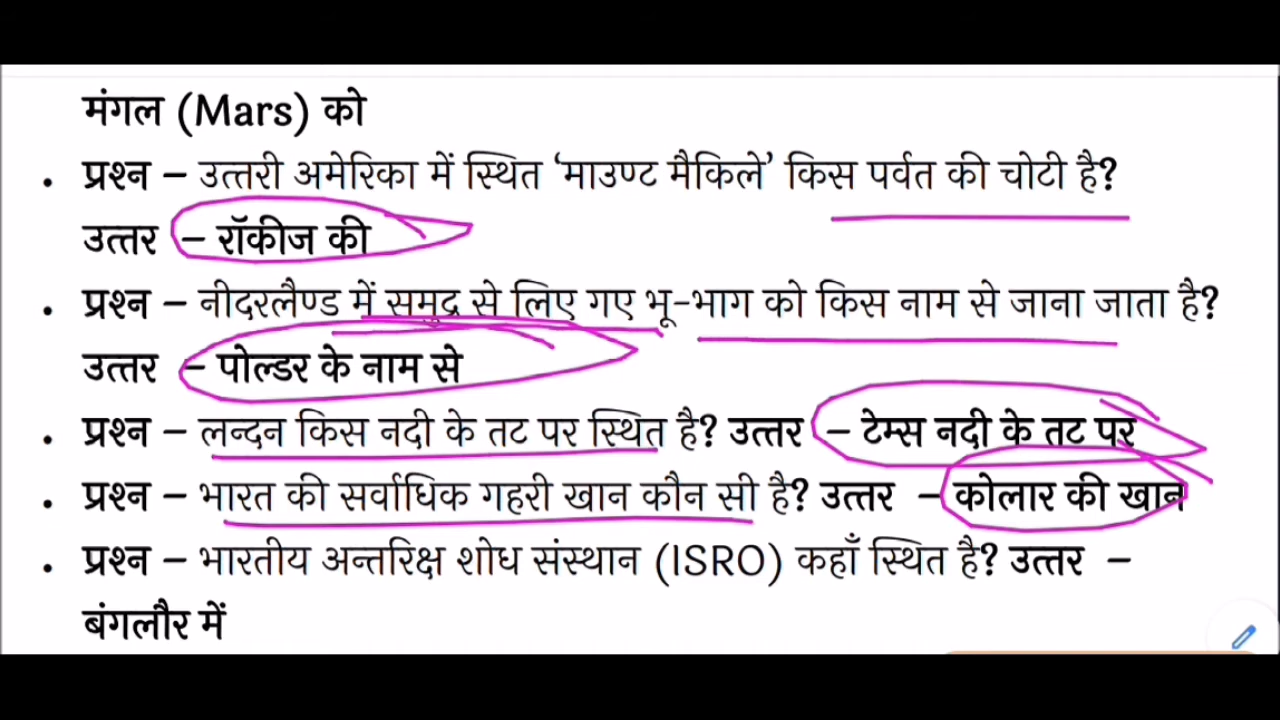 मंगल (Mars) को
• प्रश्न – उत्तरी अमेरिका में स्थित ‘माउण्ट मैकिले’ किस पर्वत की चोटी है?
उत्तर – रॉकीज की
• प्रश्न – नीदरलैण्ड में समुद्र से लिए गए भू-भाग को किस नाम से जाना जाता है?
उत्तर – पोल्डर के नाम से
• प्रश्न – लन्दन किस नदी के तट पर स्थित है? उत्तर – टेम्स नदी के तट पर
• प्रश्न – भारत की सर्वाधिक गहरी खान कौन सी है? उत्तर – कोलार की खान
• प्रश्न – भारतीय अन्तरिक्ष शोध संस्थान (ISRO) कहाँ स्थित है? उत्तर –
बंगलौर में